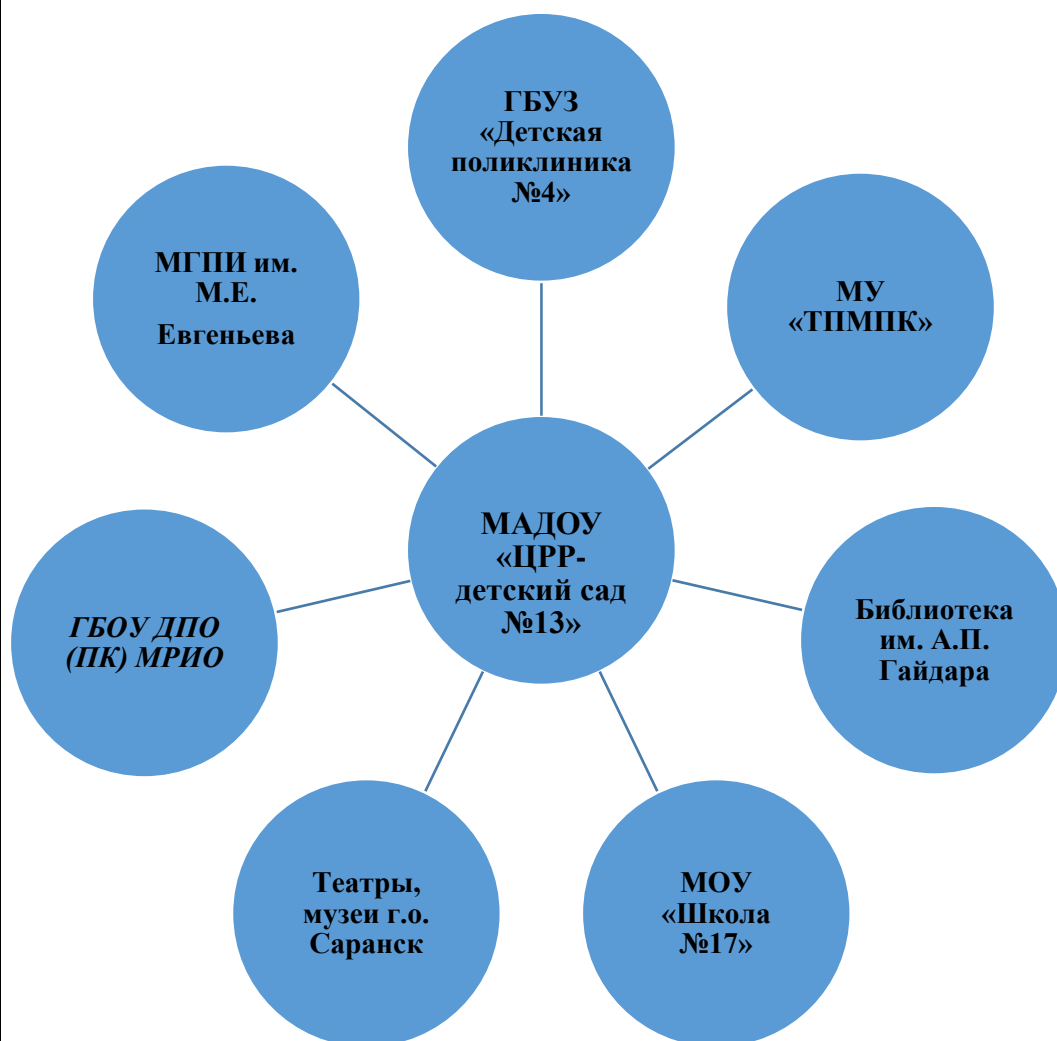 ГБУЗ
«Детская
поликлиника
№4»
МУ
«ТПМПК»
Библиотека
им. А.П.
Гайдара
МОУ
«Школа
№17»
Театры,
музеи г.о.
Саранск
ГБОУ ДПО
(ПК) МРИО
МГПИ им.
М.Е.
Евгеньева
МАДОУ
«ЦРР-
детский сад
№13»